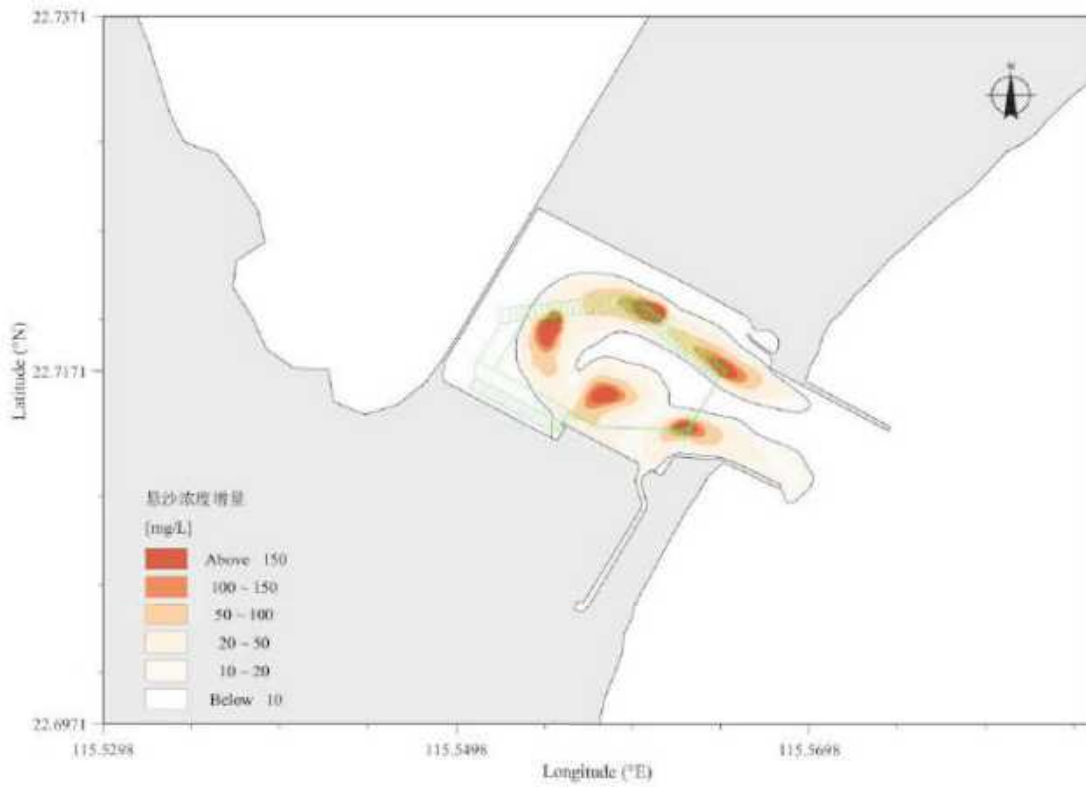 22.7371
N
22.7171
Latitude (°N)
悬沙浓度增量
[mg/L]
Above 150
100 ~ 150
50 ~ 100
20 ~ 50
10 ~ 20
Below 10
22.6971
115.5298
115.5498
115.5698
Longitude (°E)